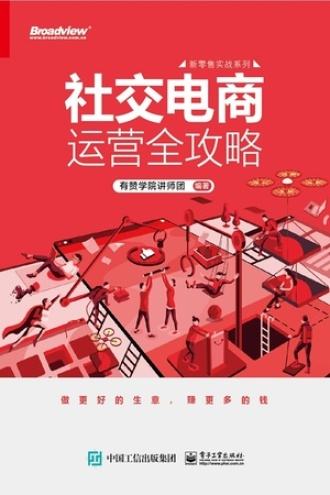 Broadview®
www.broadview.com.cn
新零售实战系列
社交电商
运营全攻略
有赞学院讲师团 编著
做更好的生意，赚更多的钱
中国工信出版集团
电子工业出版社